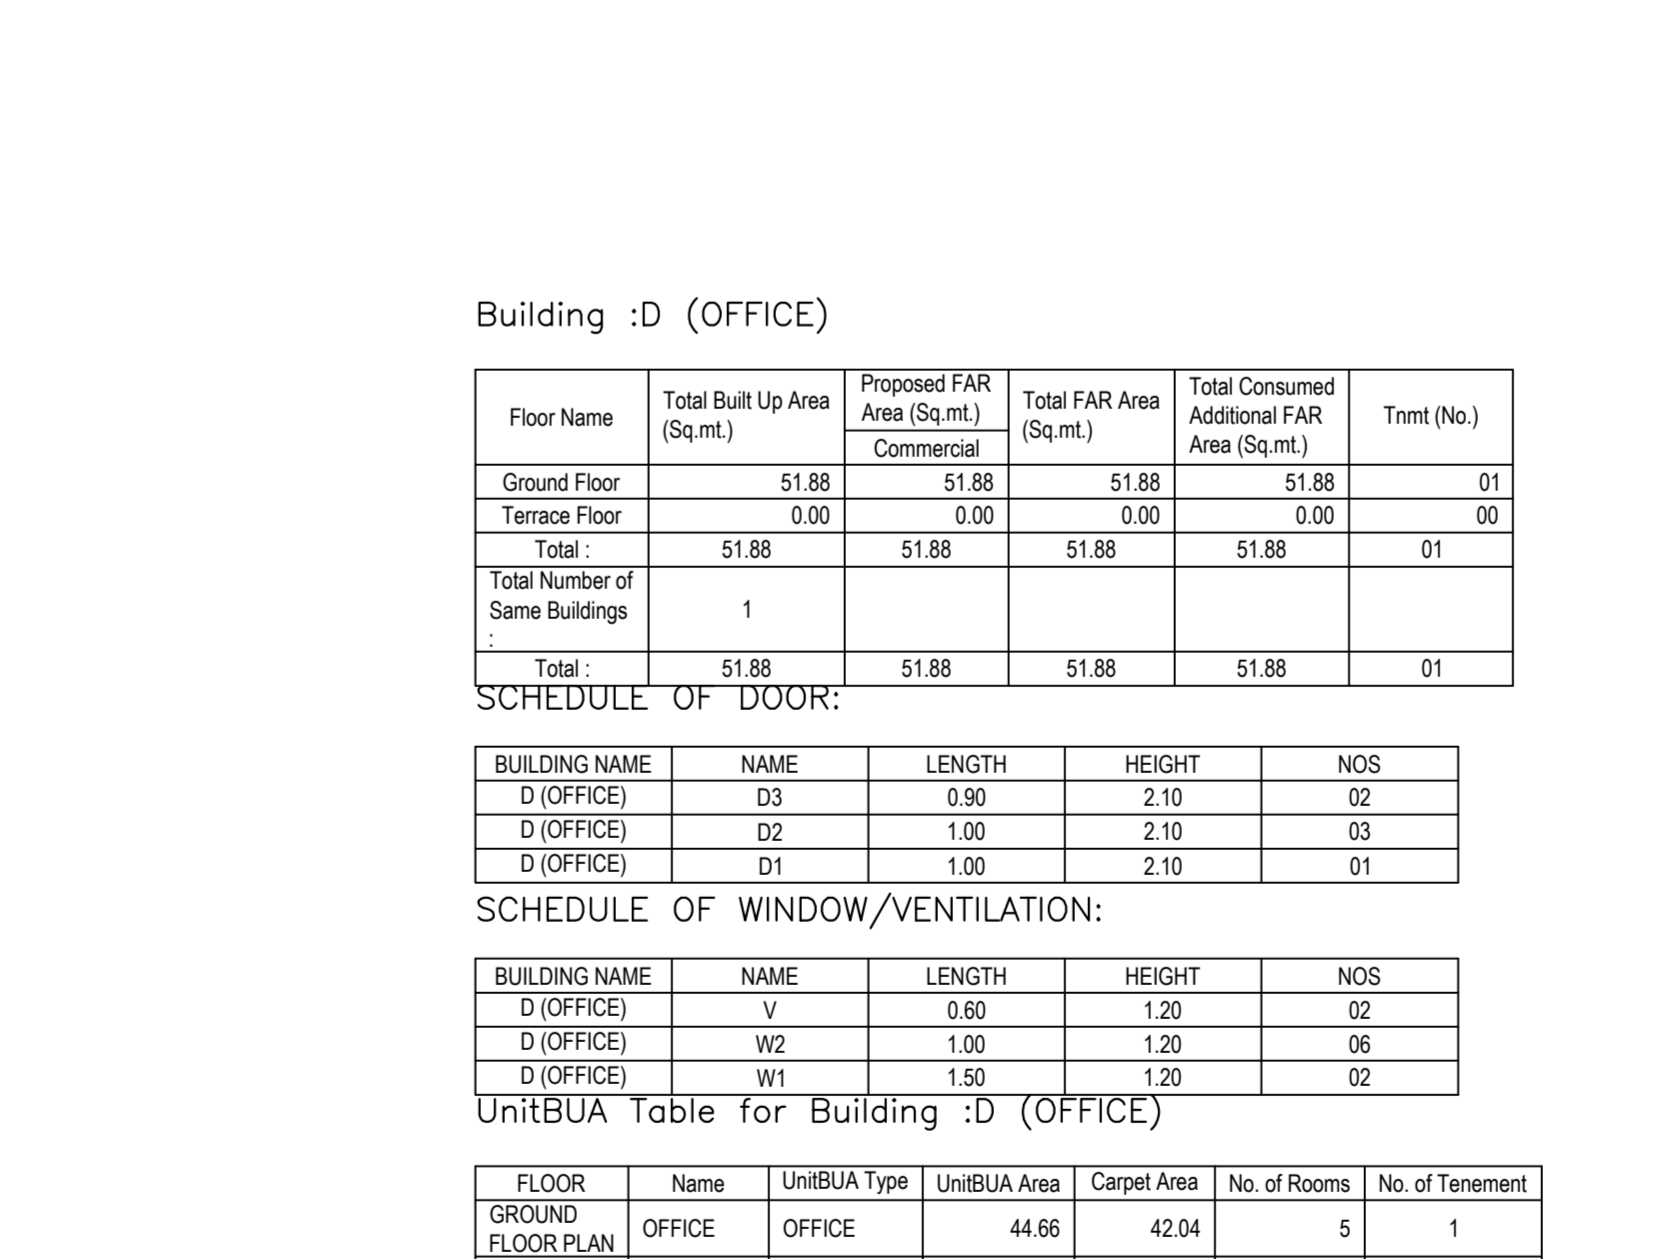 Building :D (OFFICE)
Floor Name Total Built Up Area (Sq.mt.) Proposed FAR Area (Sq.mt.) Commercial Total FAR Area (Sq.mt.) Total Consumed Additional FAR Area (Sq.mt.) Tnmt (No.)
Ground Floor 51.88 51.88 51.88 51.88 01
Terrace Floor 0.00 0.00 0.00 0.00 00
Total : 51.88 51.88 51.88 51.88 01
Total Number of Same Buildings : 1
Total : 51.88 51.88 51.88 51.88 01
SCHEDULE OF DOOR:
BUILDING NAME NAME LENGTH HEIGHT NOS
D (OFFICE) D3 0.90 2.10 02
D (OFFICE) D2 1.00 2.10 03
D (OFFICE) D1 1.00 2.10 01
SCHEDULE OF WINDOW/VENTILATION:
BUILDING NAME NAME LENGTH HEIGHT NOS
D (OFFICE) V 0.60 1.20 02
D (OFFICE) W2 1.00 1.20 06
D (OFFICE) W1 1.50 1.20 02
UnitBUA Table for Building :D (OFFICE)
FLOOR Name UnitBUA Type UnitBUA Area Carpet Area No. of Rooms No. of Tenement
GROUND FLOOR PLAN OFFICE OFFICE 44.66 42.04 5 1